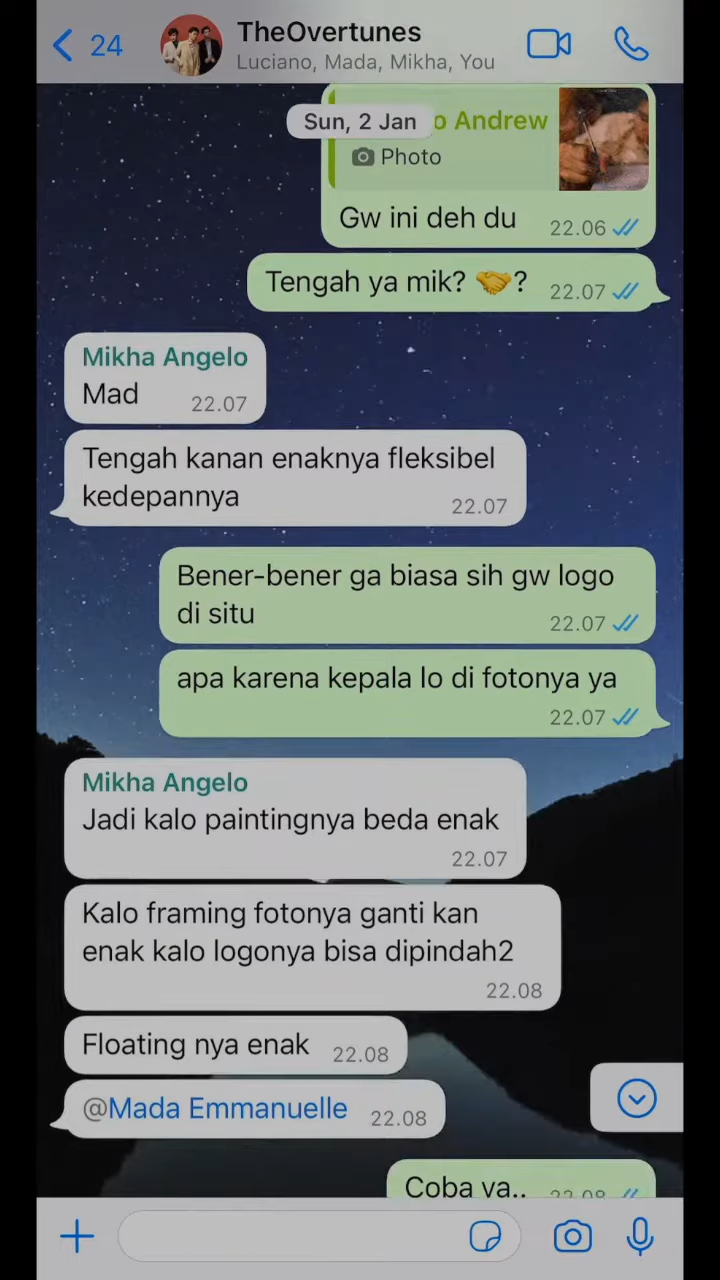 24
TheOvertunes
Luciano, Mada, Mikha, You
Sun, 2 Jan
o Andrew
Photo
Gw ini deh du
22.06
Tengah ya mik? 🤝?
22.07
Mikha Angelo
Mad
22.07
Tengah kanan enaknya fleksibel
kedepannya
22.07
Bener-bener ga biasa sih gw logo
di situ
22.07
apa karena kepala lo di fotonya ya
22.07
Mikha Angelo
Jadi kalo paintingnya beda enak
22.07
Kalo framing fotonya ganti kan
enak kalo logonya bisa dipindah2
22.08
Floating nya enak
22.08
@Mada Emmanuelle
22.08
Coba ya..
22.08